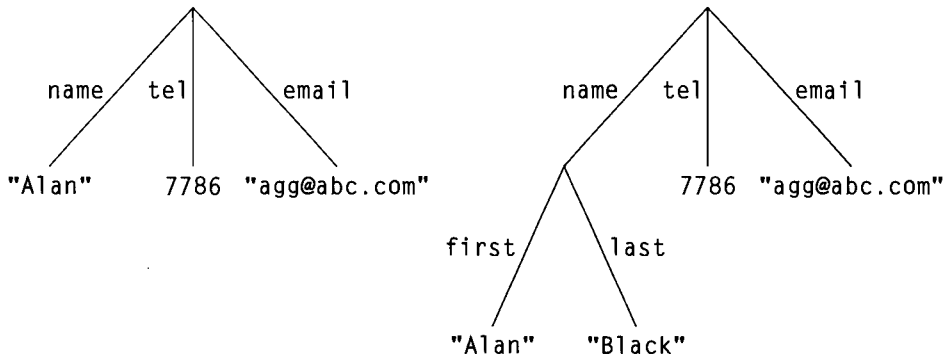 name tel email
"Alan" 7786 "agg@abc.com"
name tel email
7786 "agg@abc.com"
first last
"Alan" "Black"